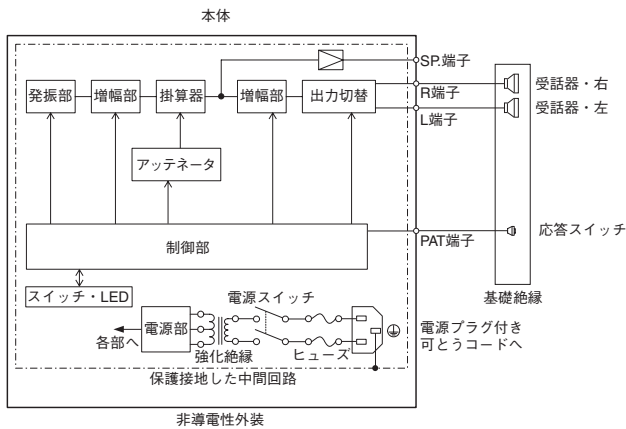 本体
SP.端子
発振部
増幅部
掛算器
増幅部
出力切替
R端子
L端子
受話器・右
受話器・左
アッテネータ
制御部
PAT端子
応答スイッチ
スイッチ・LED
基礎絶縁
電源スイッチ
電源部
各部へ
強化絶縁
ヒューズ
電源プラグ付き
可とうコードへ
保護接地した中間回路
非導電性外装